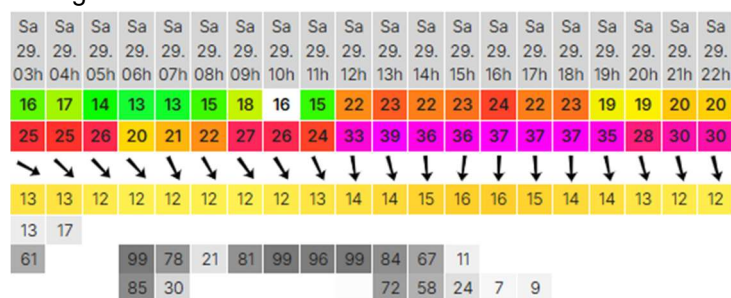 Sa Sa Sa Sa Sa Sa Sa Sa Sa Sa Sa Sa Sa Sa Sa Sa Sa Sa Sa Sa
29. 29. 29. 29. 29. 29. 29. 29. 29. 29. 29. 29. 29. 29. 29. 29. 29. 29. 29. 29.
03h 04h 05h 06h 07h 08h 09h 10h 11h 12h 13h 14h 15h 16h 17h 18h 19h 20h 21h 22h
16 17 14 13 13 15 18 16 15 22 23 22 23 24 22 23 19 19 20 20
25 25 26 20 21 22 27 26 24 33 39 36 36 37 37 37 35 28 30 30
13 13 12 12 12 12 12 12 13 14 14 15 16 16 15 14 14 13 12 12
13 17
61 99 78 21 81 99 96 99 84 67 11
85 30 72 58 24 7 9